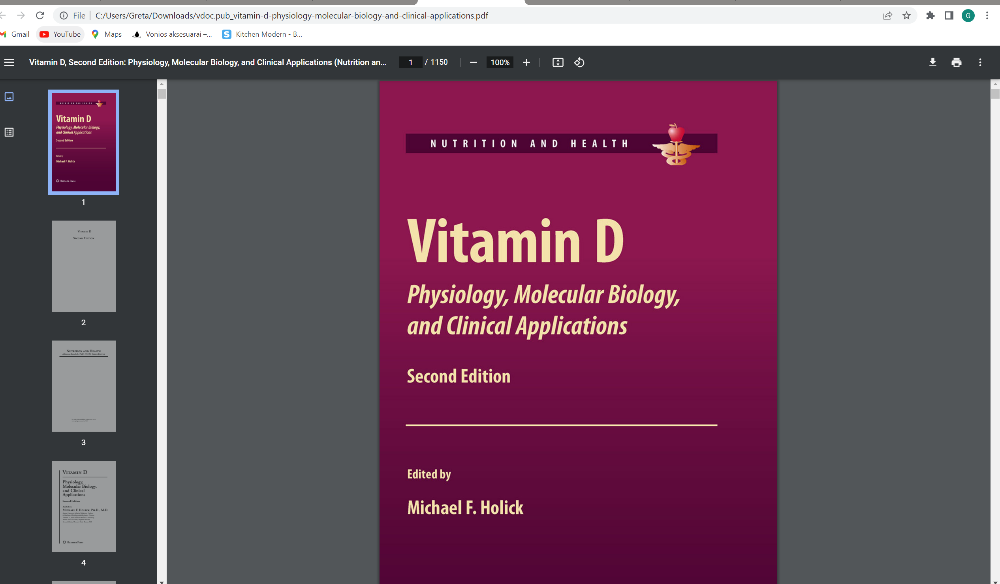 File
C:/Users/Greta/Downloads/vdoc.pub_vitamin-d-physiology-molecular-biology-and-clinical-applications.pdf
G
Gmail
YouTube
Maps
Vonios aksesuarai –...
S
Kitchen Modern - B...
Vitamin D, Second Edition: Physiology, Molecular Biology, and Clinical Applications (Nutrition an...
1 / 1150
100%
NUTRITION AND HEALTH
Vitamin D
Physiology, Molecular Biology,
and Clinical Applications
Second Edition
Edited by
Michael F. Holick
Humana Press
1
Vitamin D
Second Edition
2
Nutrition and Health
Adrianne Bendich, PhD, FACN, Series Editor
3
Vitamin D
Physiology,
Molecular Biology,
and Clinical
Applications
Second Edition
Edited by
Michael F. Holick, Ph.D., M.D.
Humana Press
4
NUTRITION AND HEALTH
Vitamin D
Physiology, Molecular Biology,
and Clinical Applications
Second Edition
Edited by
Michael F. Holick